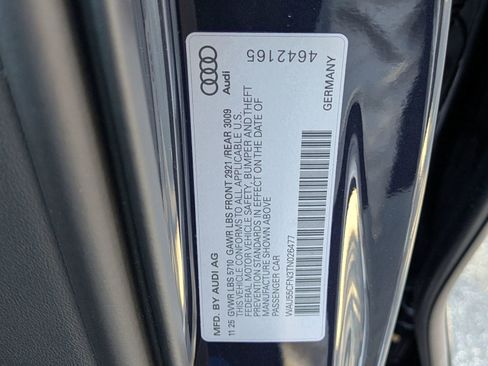 Audi
4642165
GERMANY
MFD. BY AUDI AG
11 25 GVWR LBS 5710 GAWR LBS FRONT 2921/REAR 3009
THIS VEHICLE CONFORMS TO ALL APPLICABLE U.S.
FEDERAL MOTOR VEHICLE SAFETY, BUMPER AND THEFT
PREVENTION STANDARDS IN EFFECT ON THE DATE OF
MANUFACTURE SHOWN ABOVE
PASSENGER CAR
WAU55CFN3TN026477